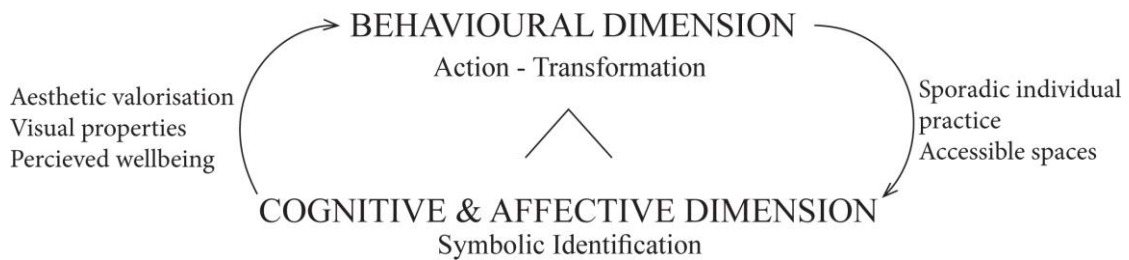 BEHAVIOURAL DIMENSION
Action - Transformation
Aesthetic valorisation
Visual properties
Percieved wellbeing
Sporadic individual
practice
Accessible spaces
COGNITIVE & AFFECTIVE DIMENSION
Symbolic Identification